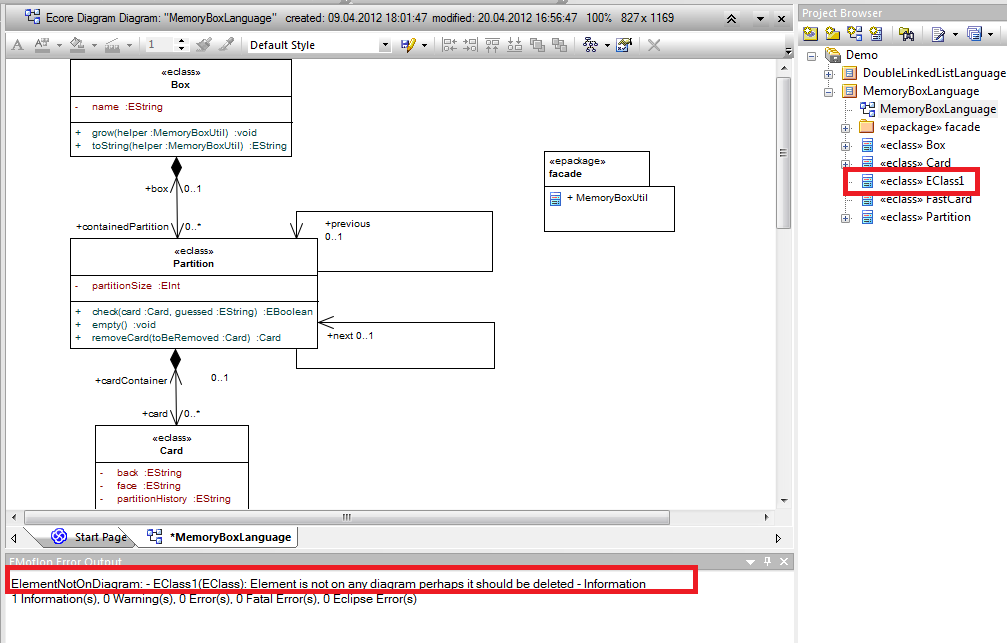 Ecore Diagram Diagram: "MemoryBoxLanguage" created: 09.04.2012 18:01:47 modified: 20.04.2012 16:56:47 100% 827 x 1169
1
Default Style
«eclass»
Box
- name :EString
+ grow(helper :MemoryBoxUtil) :void
+ toString(helper :MemoryBoxUtil) :EString
+box 0..1
+containedPartition 0..*
«eclass»
Partition
- partitionSize :EInt
+ check(card :Card, guessed :EString) :EBoolean
+ empty() :void
+ removeCard(toBeRemoved :Card) :Card
+previous
0..1
+next 0..1
+cardContainer 0..1
+card 0..*
«eclass»
Card
- back :EString
- face :EString
- partitionHistory :EString
«epackage»
facade
+ MemoryBoxUtil
Start Page
*MemoryBoxLanguage
EMoflon Error Output
ElementNotOnDiagram: - EClass1(EClass): Element is not on any diagram perhaps it should be deleted - Information
1 Information(s), 0 Warning(s), 0 Error(s), 0 Fatal Error(s), 0 Eclipse Error(s)
Project Browser
Demo
DoubleLinkedListLanguage
MemoryBoxLanguage
MemoryBoxLanguage
«epackage» facade
«eclass» Box
«eclass» Card
«eclass» EClass1
«eclass» FastCard
«eclass» Partition